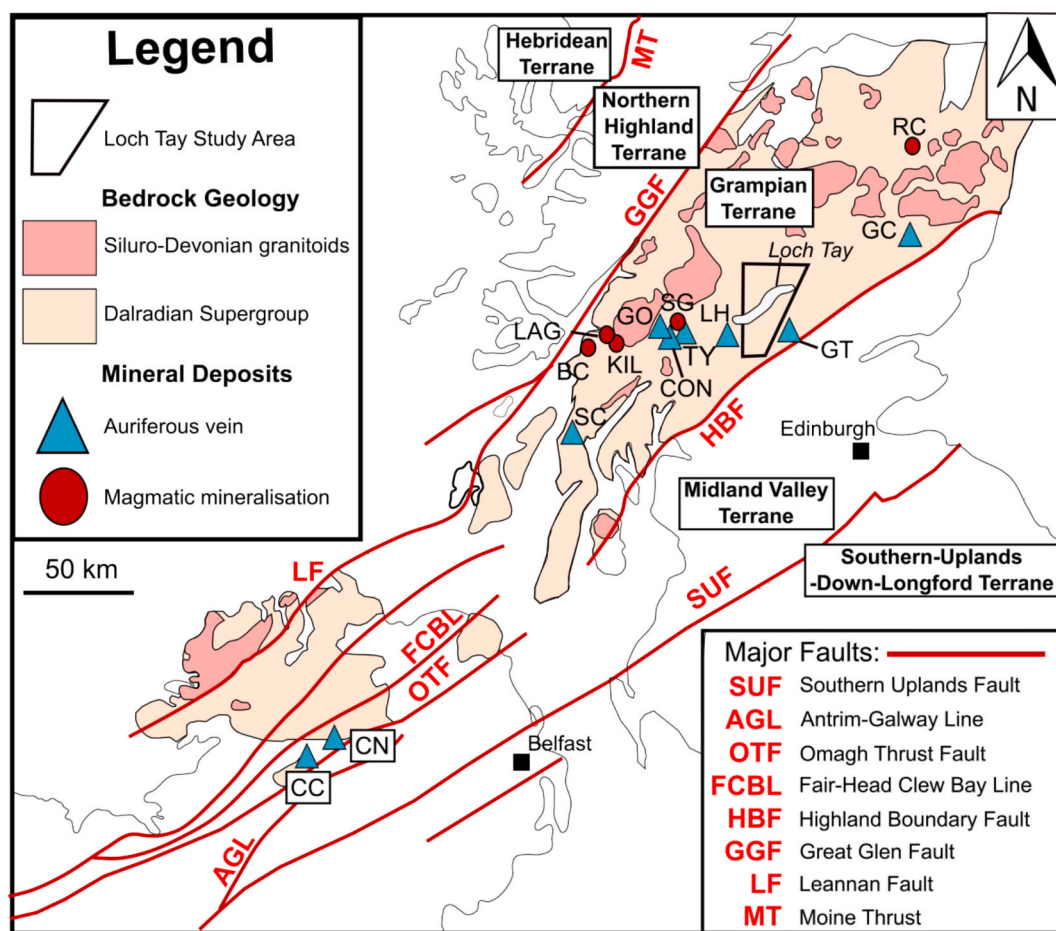 Legend
Loch Tay Study Area
Bedrock Geology
Siluro-Devonian granitoids
Dalradian Supergroup
Mineral Deposits
Auriferous vein
Magmatic mineralisation
50 km
Hebridean
Terrane
MT
Northern
Highland
Terrane
GGF
Grampian
Terrane
N
RC
GC
Loch Tay
SG
GO
LH
LAG
TY
GT
BC
KIL
CON
SC
HBF
Edinburgh
Midland Valley
Terrane
Southern-Uplands
-Down-Longford Terrane
LF
SUF
FCBL
OTF
CN
CC
Belfast
AGL
Major Faults:
SUF Southern Uplands Fault
AGL Antrim-Galway Line
OTF Omagh Thrust Fault
FCBL Fair-Head Clew Bay Line
HBF Highland Boundary Fault
GGF Great Glen Fault
LF Leannan Fault
MT Moine Thrust